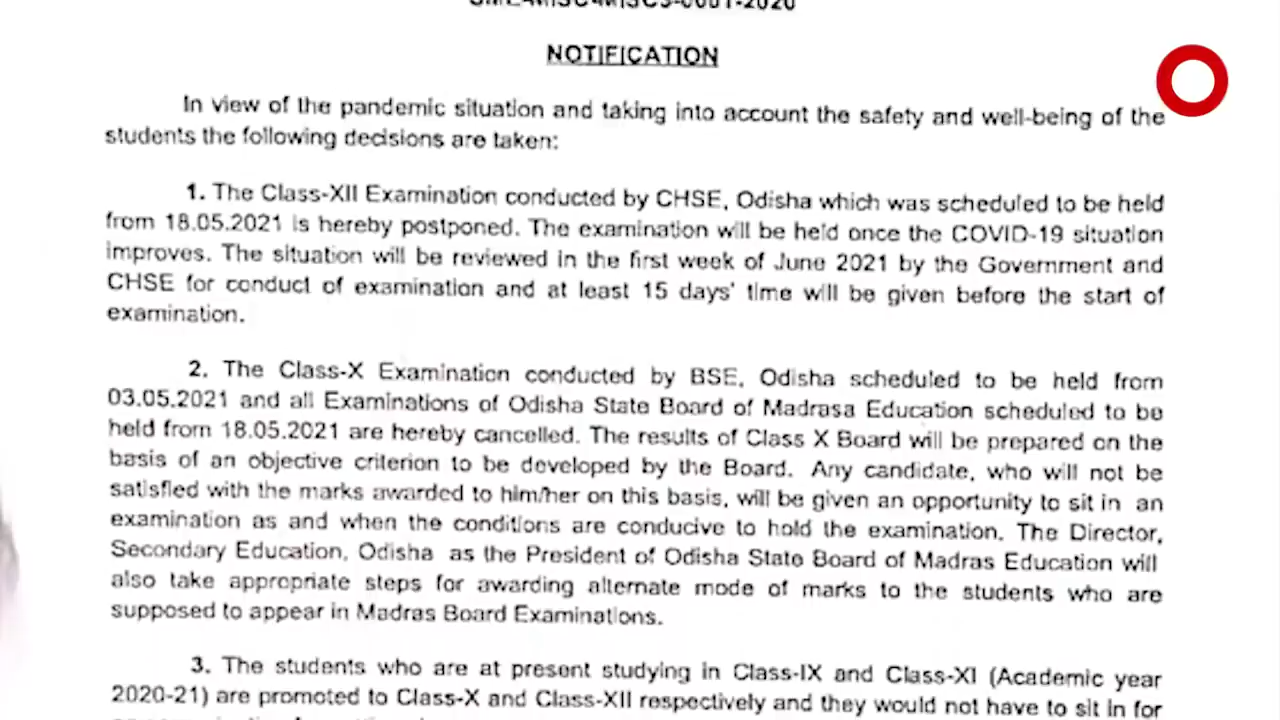 NOTIFICATION
In view of the pandemic situation and taking into account the safety and well-being of the
students the following decisions are taken:
1. The Class-XII Examination conducted by CHSE, Odisha which was scheduled to be held
from 18.05.2021 is hereby postponed. The examination will be held once the COVID-19 situation
improves. The situation will be reviewed in the first week of June 2021 by the Government and
CHSE for conduct of examination and at least 15 days' time will be given before the start of
examination.
2. The Class-X Examination conducted by BSE, Odisha scheduled to be held from
03.05.2021 and all Examinations of Odisha State Board of Madrasa Education scheduled to be
held from 18.05.2021 are hereby cancelled. The results of Class X Board will be prepared on the
basis of an objective criterion to be developed by the Board. Any candidate, who will not be
satisfied with the marks awarded to him/her on this basis, will be given an opportunity to sit in an
examination as and when the conditions are conducive to hold the examination. The Director,
Secondary Education, Odisha as the President of Odisha State Board of Madras Education will
also take appropriate steps for awarding alternate mode of marks to the students who are
supposed to appear in Madras Board Examinations.
3. The students who are at present studying in Class-IX and Class-XI (Academic year
2020-21) are promoted to Class-X and Class-XII respectively and they would not have to sit in for